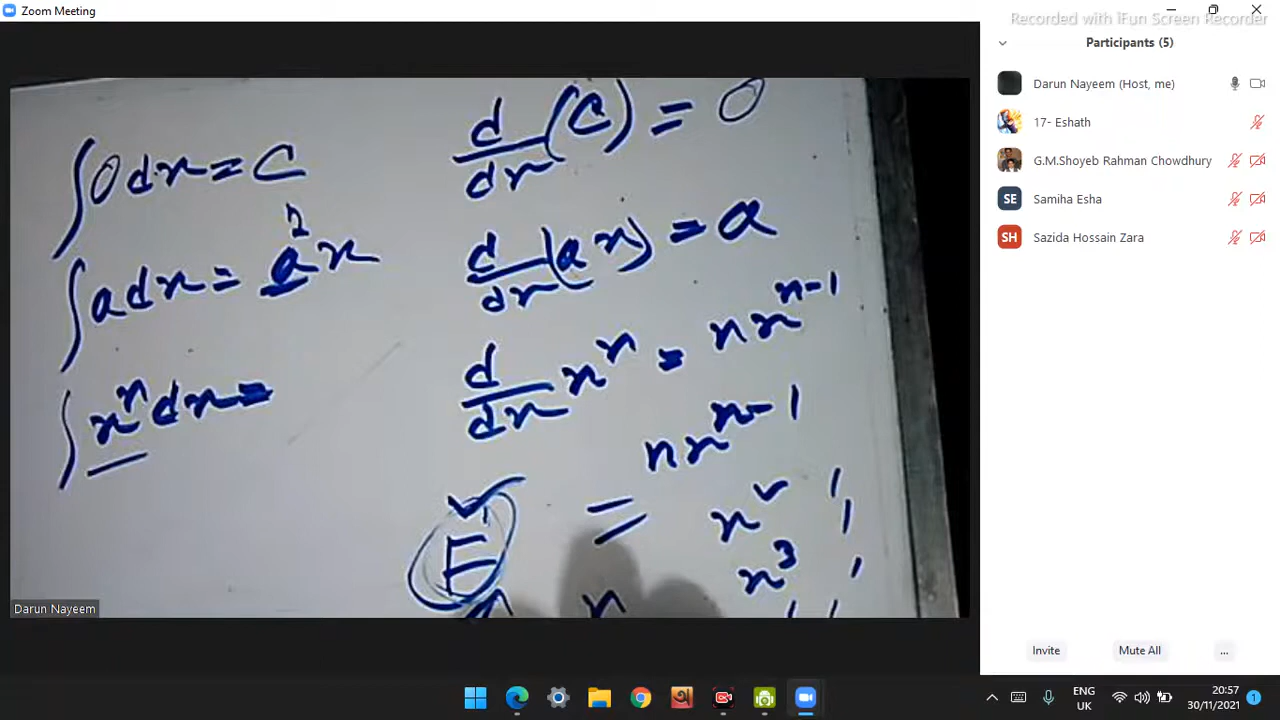 Zoom Meeting
Recorded with iFun Screen Recorder
Participants (5)
Darun Nayeem (Host, me)
17- Eshath
G.M.Shoyeb Rahman Chowdhury
SE Samiha Esha
SH Sazida Hossain Zara
∫0dx=C
d/dx(C)=0
∫adx=a²x
d/dx(ax)=a
∫xⁿdx=
d/dx xⁿ=nxⁿ⁻¹
nxⁿ⁻¹
=
x³
Darun Nayeem
Invite
Mute All
...
ENG
UK
20:57
30/11/2021
1